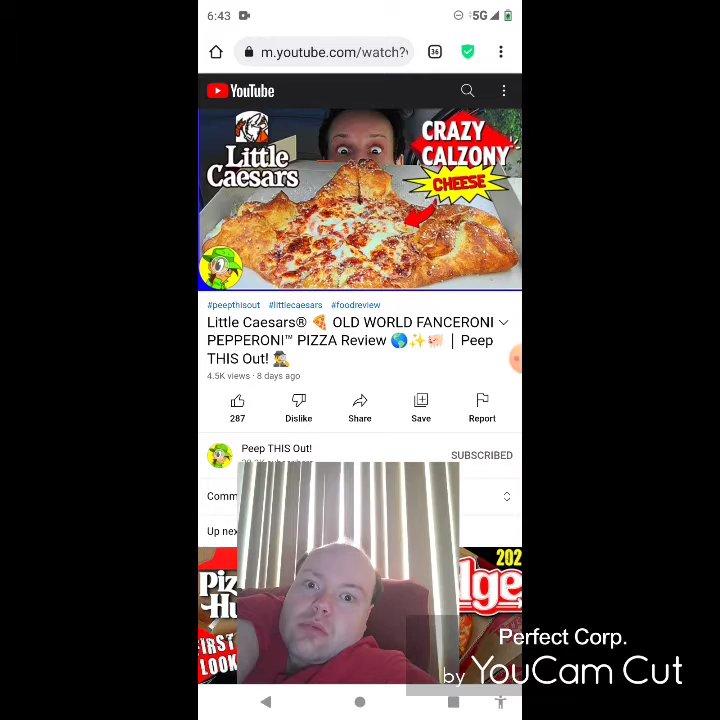 6:43
5G
m.youtube.com/watch?v
36
YouTube
Little
Caesars
CRAZY
CALZONY
CHEESE
#peepthisout #littlecaesars #foodreview
Little Caesars® 🍕 OLD WORLD FANCERONI
PEPPERONI™ PIZZA Review 🌎✨🐖 | Peep
THIS Out! 🕵️
4.5K views · 8 days ago
287 Dislike Share Save Report
Peep THIS Out!
SUBSCRIBED
Comm
Up nex
Piz
Hu
FIRST
LOOK
202
dge
Perfect Corp.
by YouCam Cut